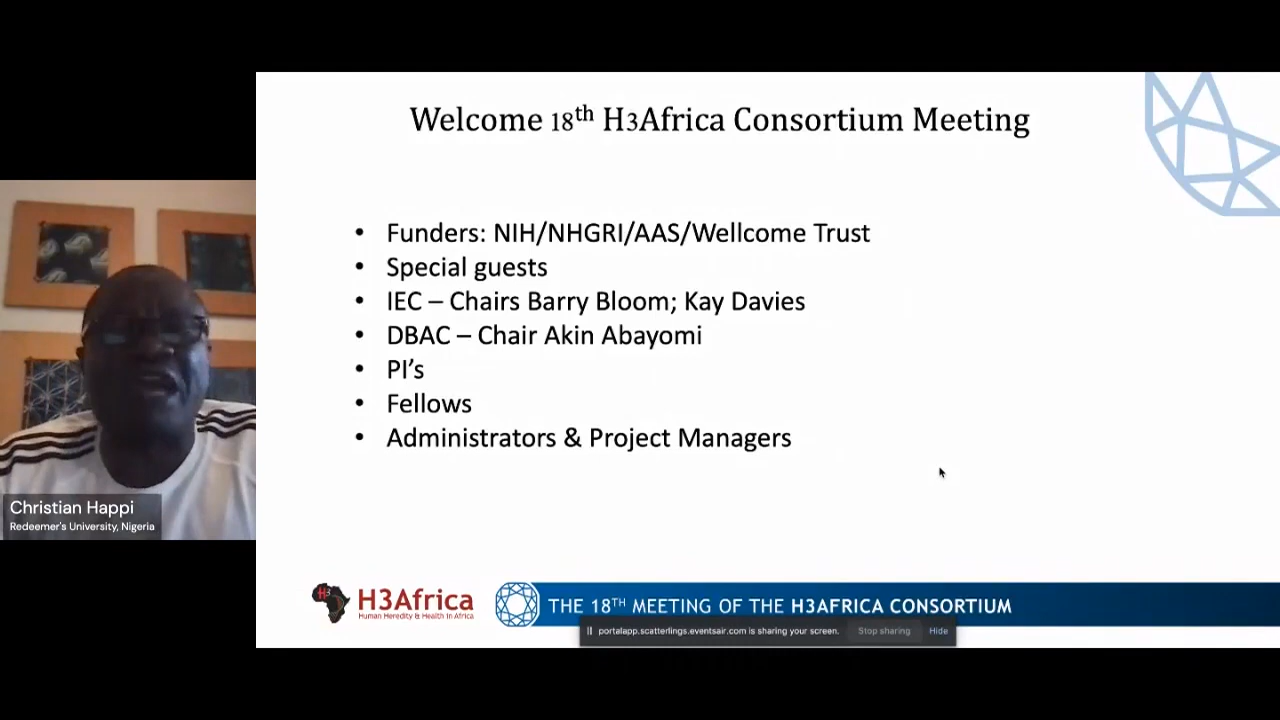 Welcome 18th H3Africa Consortium Meeting
• Funders: NIH/NHGRI/AAS/Wellcome Trust
• Special guests
• IEC – Chairs Barry Bloom; Kay Davies
• DBAC – Chair Akin Abayomi
• PI’s
• Fellows
• Administrators & Project Managers
Christian Happi
Redeemer's University, Nigeria
H3
H3Africa
Human Heredity & Health in Africa
THE 18TH MEETING OF THE H3AFRICA CONSORTIUM
portalapp.scatterlings.eventsair.com is sharing your screen. Stop sharing Hide